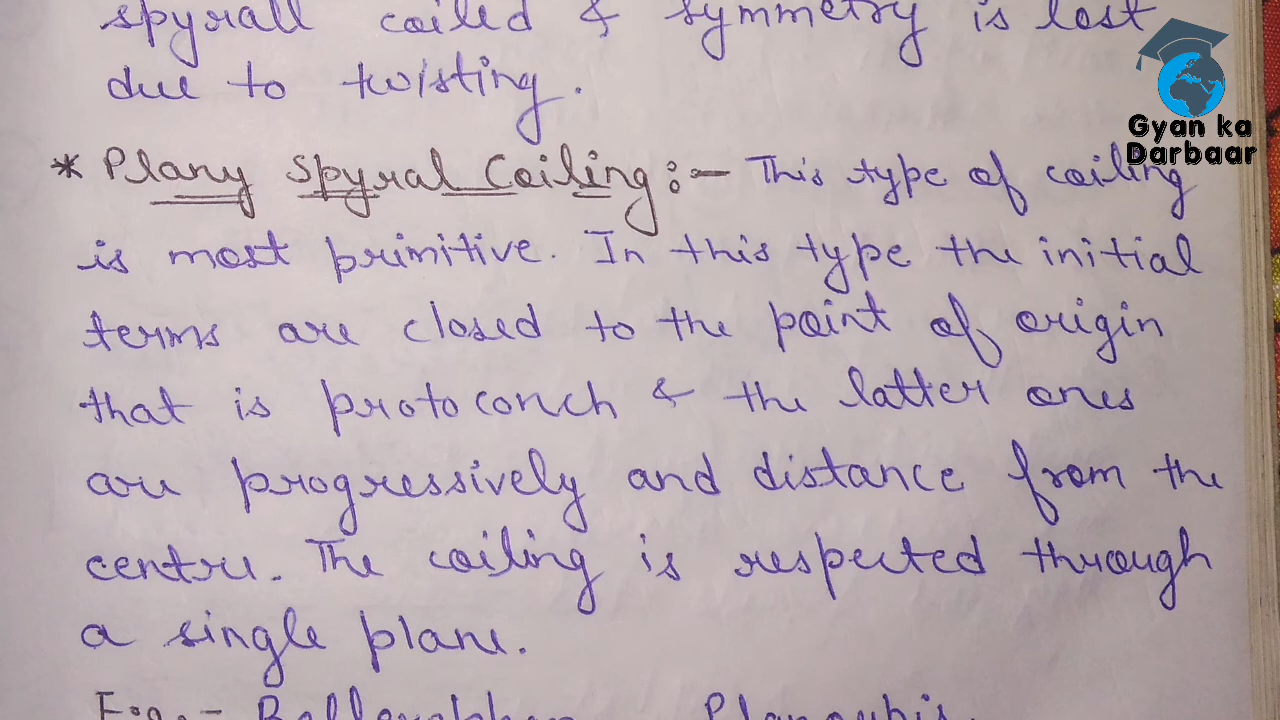 spyrall coiled & symmetry is lost
due to twisting.
Gyan ka
Darbaar
* Plany Spyral Coiling :- This type of coiling
is most primitive. In this type the initial
terms are closed to the point of origin
that is protoconch & the latter ones
are progressively and distance from the
centre. The coiling is respected through
a single plane.